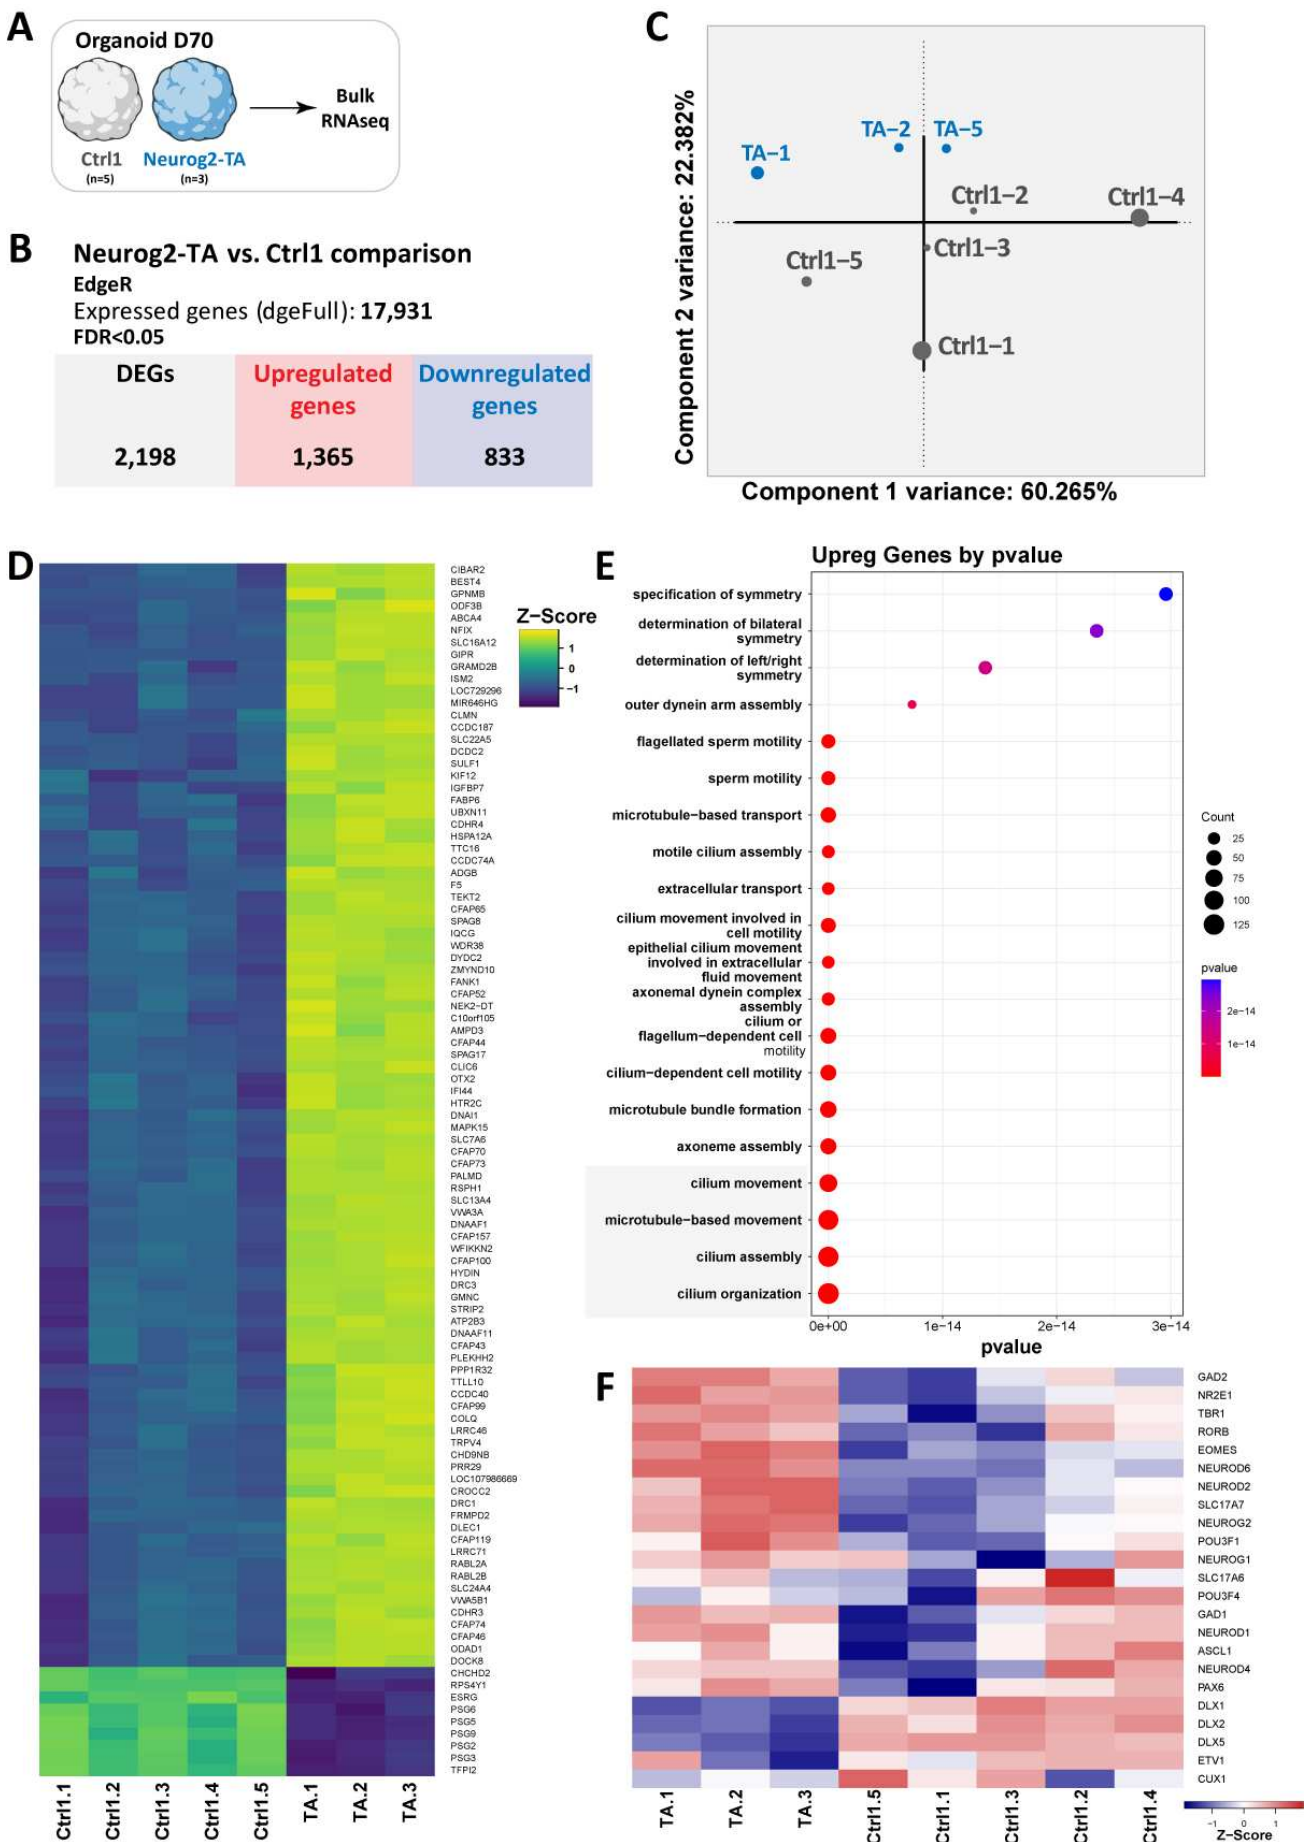 A
Organoid D70
Bulk
RNAseq
Ctrl1
(n=5)
Neurog2-TA
(n=3)
B
Neurog2-TA vs. Ctrl1 comparison
EdgeR
Expressed genes (dgeFull): 17,931
FDR<0.05
DEGs
Upregulated
genes
Downregulated
genes
2,198
1,365
833
C
Component 2 variance: 22.382%
TA−1
TA−2
TA−5
Ctrl1−2
Ctrl1−4
Ctrl1−3
Ctrl1−5
Ctrl1−1
Component 1 variance: 60.265%
D
CIBAR2
BEST4
GPNMB
ODF3B
ABCA4
NFIX
SLC16A12
GIPR
GRAMD2B
ISM2
LOC729296
MIR646HG
CLMN
CCDC187
SLC22A5
DCDC2
SULF1
KIF12
IGFBP7
FABP6
UBXN11
CDHR4
HSPA12A
TTC16
CCDC74A
ADGB
F5
TEKT2
CFAP65
SPAG8
IQCG
WDR38
DYDC2
ZMYND10
FANK1
CFAP52
NEK2−DT
C10orf105
AMPD3
CFAP44
SPAG17
CLIC6
OTX2
IFI44
HTR2C
DNAI1
MAPK15
SLC7A6
CFAP70
CFAP73
PALMD
RSPH1
SLC13A4
VWA3A
DNAAF1
CFAP157
WFIKKN2
CFAP100
HYDIN
DRC3
GMNC
STRIP2
ATP2B3
DNAAF11
CFAP43
PLEKHH2
PPP1R32
TTLL10
CCDC40
CFAP99
COLQ
LRRC46
TRPV4
CHD9NB
PRR29
LOC107986669
CROCC2
DRC1
FRMPD2
DLEC1
CFAP119
LRRC71
RABL2A
RABL2B
SLC24A4
VWA5B1
CDHR3
CFAP74
CFAP46
ODAD1
DOCK8
CHCHD2
RPS4Y1
ESRG
PSG6
PSG5
PSG9
PSG2
PSG3
TFPI2
Ctrl1.1
Ctrl1.2
Ctrl1.3
Ctrl1.4
Ctrl1.5
TA.1
TA.2
TA.3
Z−Score
1
0
−1
E
Upreg Genes by pvalue
specification of symmetry
determination of bilateral
symmetry
determination of left/right
symmetry
outer dynein arm assembly
flagellated sperm motility
sperm motility
microtubule−based transport
motile cilium assembly
extracellular transport
cilium movement involved in
cell motility
epithelial cilium movement
involved in extracellular
fluid movement
axonemal dynein complex
assembly
cilium or
flagellum−dependent cell
motility
cilium−dependent cell motility
microtubule bundle formation
axoneme assembly
cilium movement
microtubule−based movement
cilium assembly
cilium organization
0e+00
1e−14
2e−14
3e−14
pvalue
Count
25
50
75
100
125
pvalue
2e−14
1e−14
F
GAD2
NR2E1
TBR1
RORB
EOMES
NEUROD6
NEUROD2
SLC17A7
NEUROG2
POU3F1
NEUROG1
SLC17A6
POU3F4
GAD1
NEUROD1
ASCL1
NEUROD4
PAX6
DLX1
DLX2
DLX5
ETV1
CUX1
TA.1
TA.2
TA.3
Ctrl1.5
Ctrl1.1
Ctrl1.3
Ctrl1.2
Ctrl1.4
−1
0
1
Z−Score